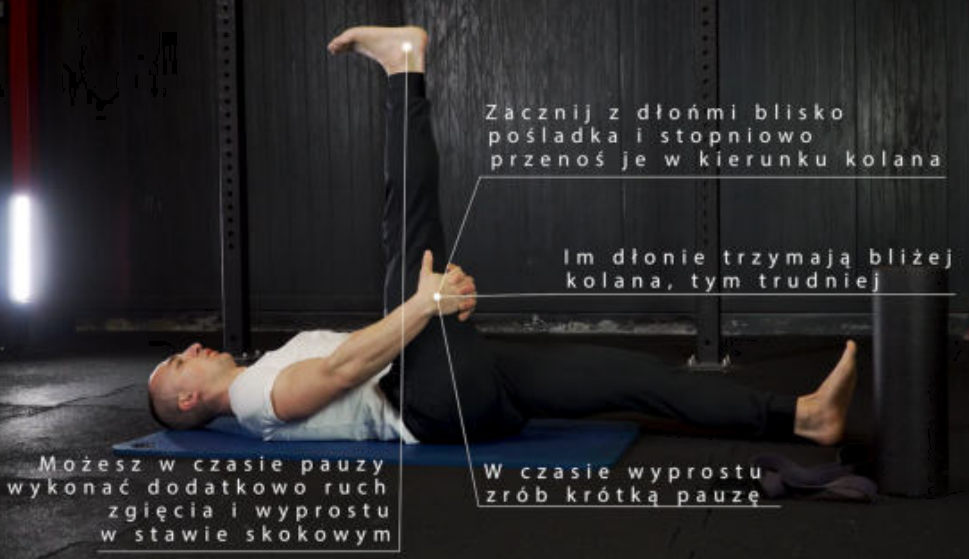 Zacznij z dłońmi blisko
pośladka i stopniowo
przenoś je w kierunku kolana
Im dłonie trzymają bliżej
kolana, tym trudniej
Możesz w czasie pauzy
wykonać dodatkowo ruch
zgięcia i wyprostu
w stawie skokowym
W czasie wyprostu
zrób krótką pauzę